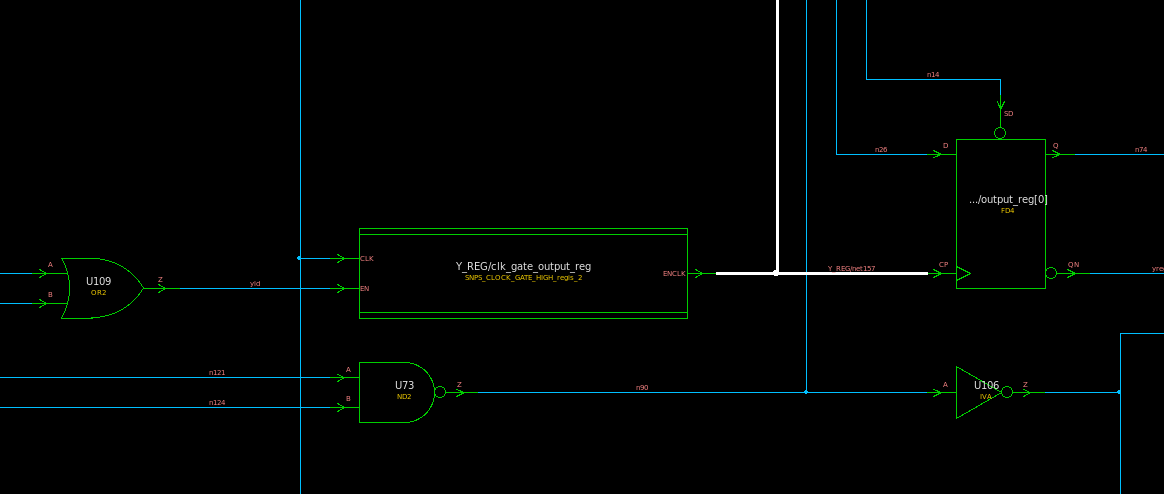 n14
SD
n26
D
Q
n74
.../output_reg[0]
FD4
A
Z
B
U109
OR2
yld
CLK
EN
Y_REG/clk_gate_output_reg
SNPS_CLOCK_GATE_HIGH_regis_2
ENCLK
Y_REG/net157
CP
QN
yre
n121
n124
A
B
U73
ND2
Z
n90
A
U106
IVA
Z